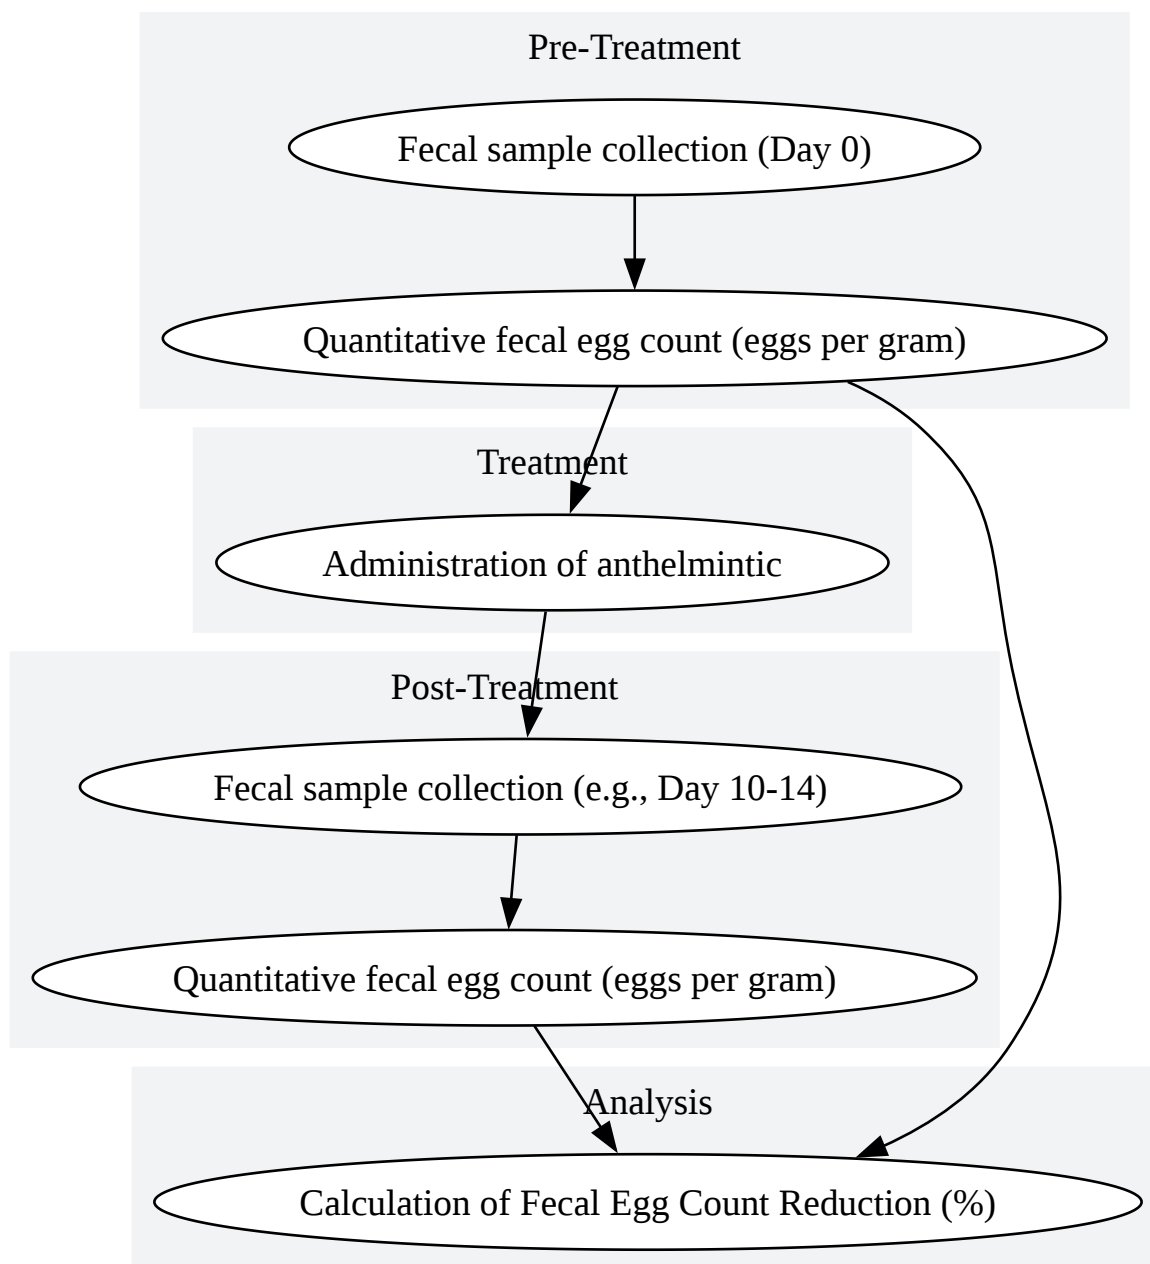 Pre-Treatment
Fecal sample collection (Day 0)
Quantitative fecal egg count (eggs per gram)
Treatment
Administration of anthelmintic
Post-Treatment
Fecal sample collection (e.g., Day 10-14)
Quantitative fecal egg count (eggs per gram)
Analysis
Calculation of Fecal Egg Count Reduction (%)